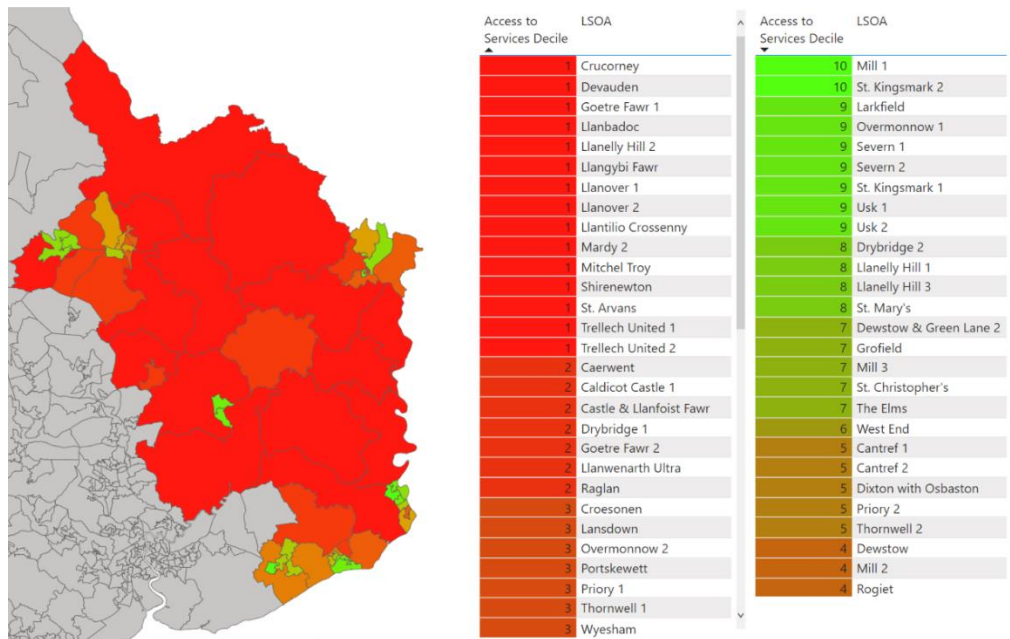 Access to Services Decile LSOA
1 Crucorney
1 Devauden
1 Goetre Fawr 1
1 Llanbadoc
1 Llanelly Hill 2
1 Llangybi Fawr
1 Llanover 1
1 Llanover 2
1 Llantilio Crossenny
1 Mardy 2
1 Mitchel Troy
1 Shirenewton
1 St. Arvans
1 Trellech United 1
1 Trellech United 2
2 Caerwent
2 Caldicot Castle 1
2 Castle & Llanfoist Fawr
2 Drybridge 1
2 Goetre Fawr 2
2 Llanwenarth Ultra
2 Raglan
3 Croesonen
3 Lansdown
3 Overmonnow 2
3 Portskewett
3 Priory 1
3 Thornwell 1
3 Wyesham
Access to Services Decile LSOA
10 Mill 1
10 St. Kingsmark 2
9 Larkfield
9 Overmonnow 1
9 Severn 1
9 Severn 2
9 St. Kingsmark 1
9 Usk 1
9 Usk 2
8 Drybridge 2
8 Llanelly Hill 1
8 Llanelly Hill 3
8 St. Mary's
7 Dewstow & Green Lane 2
7 Grofield
7 Mill 3
7 St. Christopher's
7 The Elms
6 West End
5 Cantref 1
5 Cantref 2
5 Dixton with Osbaston
5 Priory 2
5 Thornwell 2
4 Dewstow
4 Mill 2
4 Rogiet